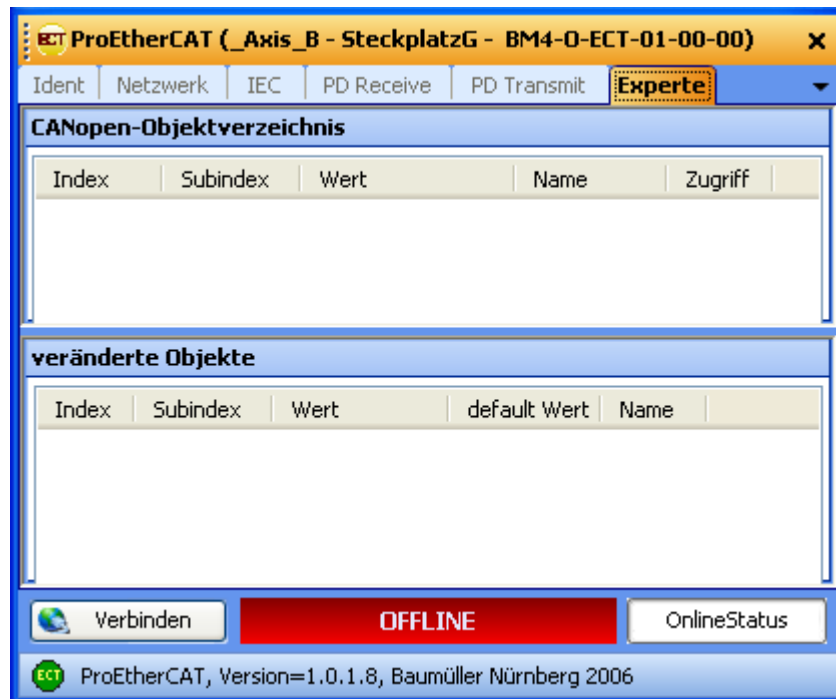 ECT ProEtherCAT (_Axis_B - SteckplatzG - BM4-O-ECT-01-00-00)
Ident Netzwerk IEC PD Receive PD Transmit Experte
CANopen-Objektverzeichnis
Index Subindex Wert Name Zugriff
veränderte Objekte
Index Subindex Wert default Wert Name
Verbinden OFFLINE OnlineStatus
ECT ProEtherCAT, Version=1.0.1.8, Baumüller Nürnberg 2006